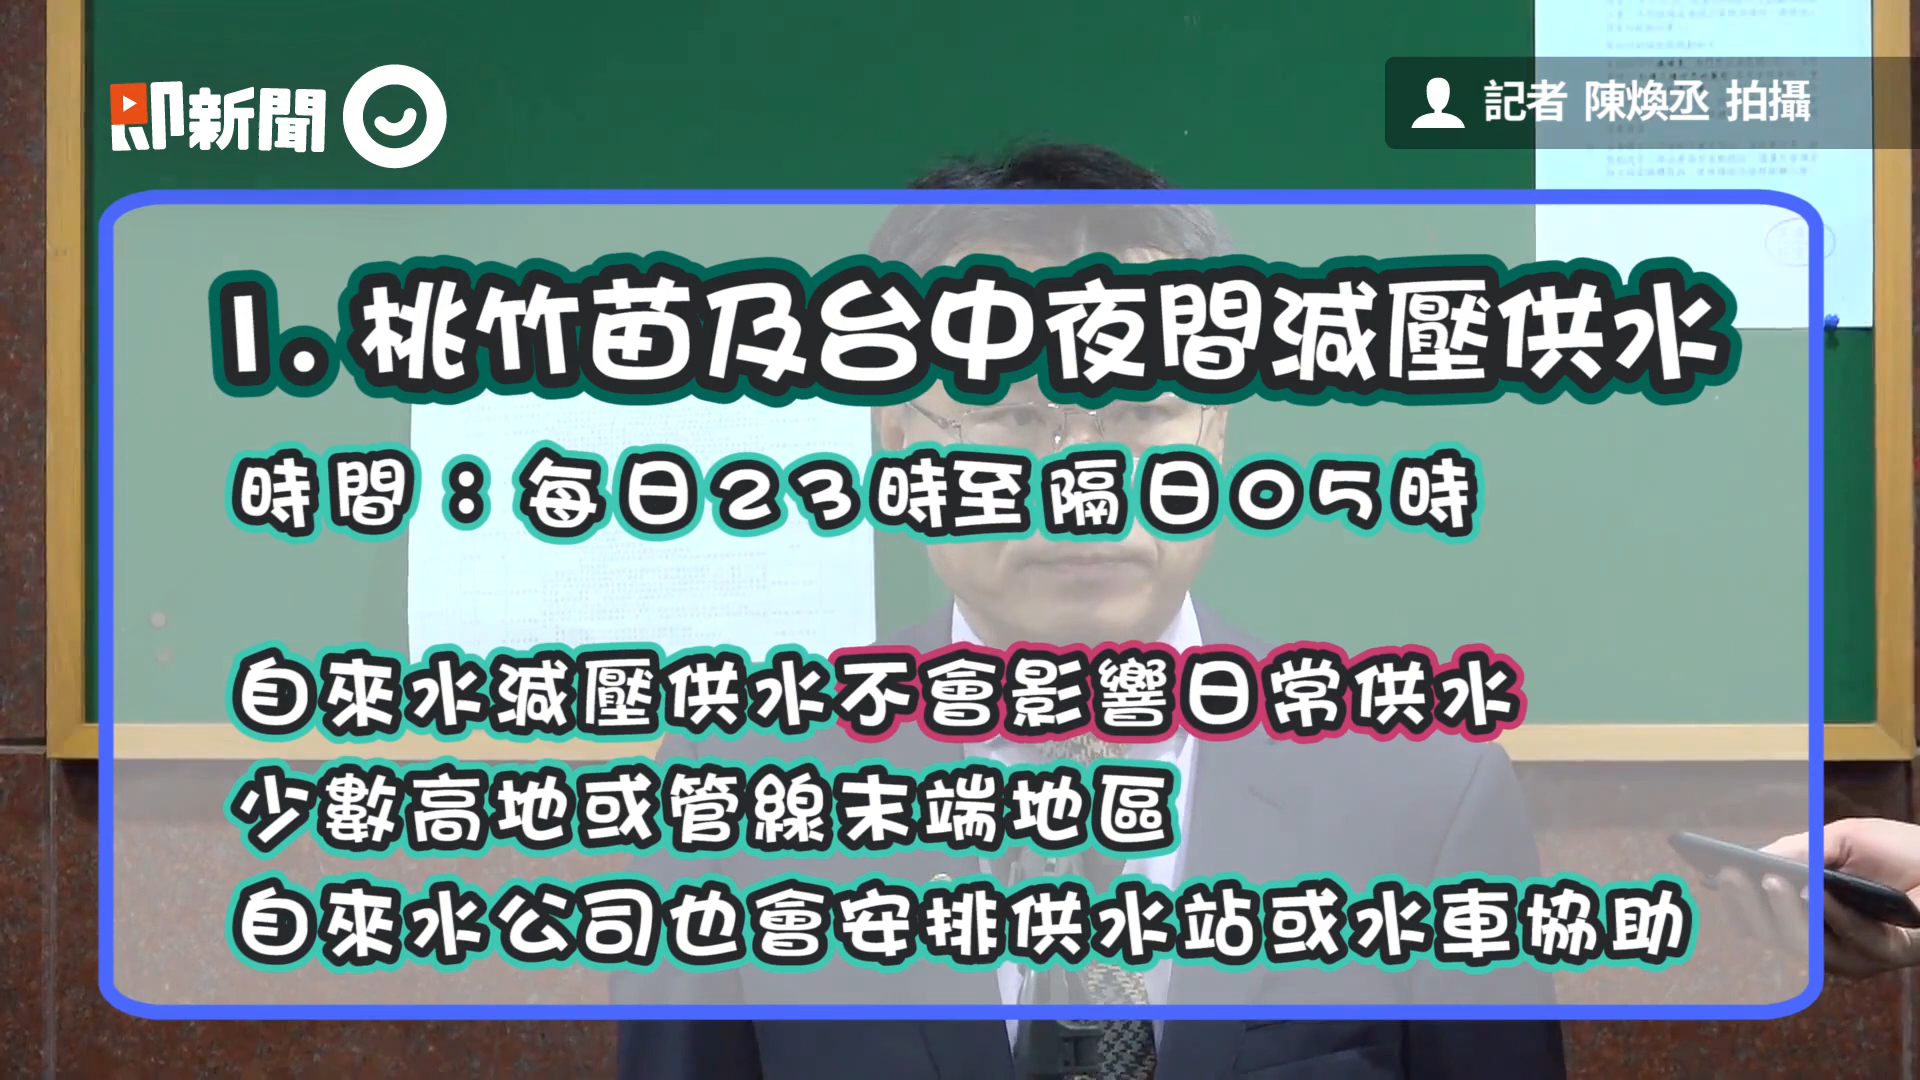 即新聞
記者 陳煥丞 拍攝
1. 桃竹苗及台中夜間減壓供水
時間：每日23時至隔日05時
自來水減壓供水不會影響日常供水
少數高地或管線末端地區
自來水公司也會安排供水站或水車協助